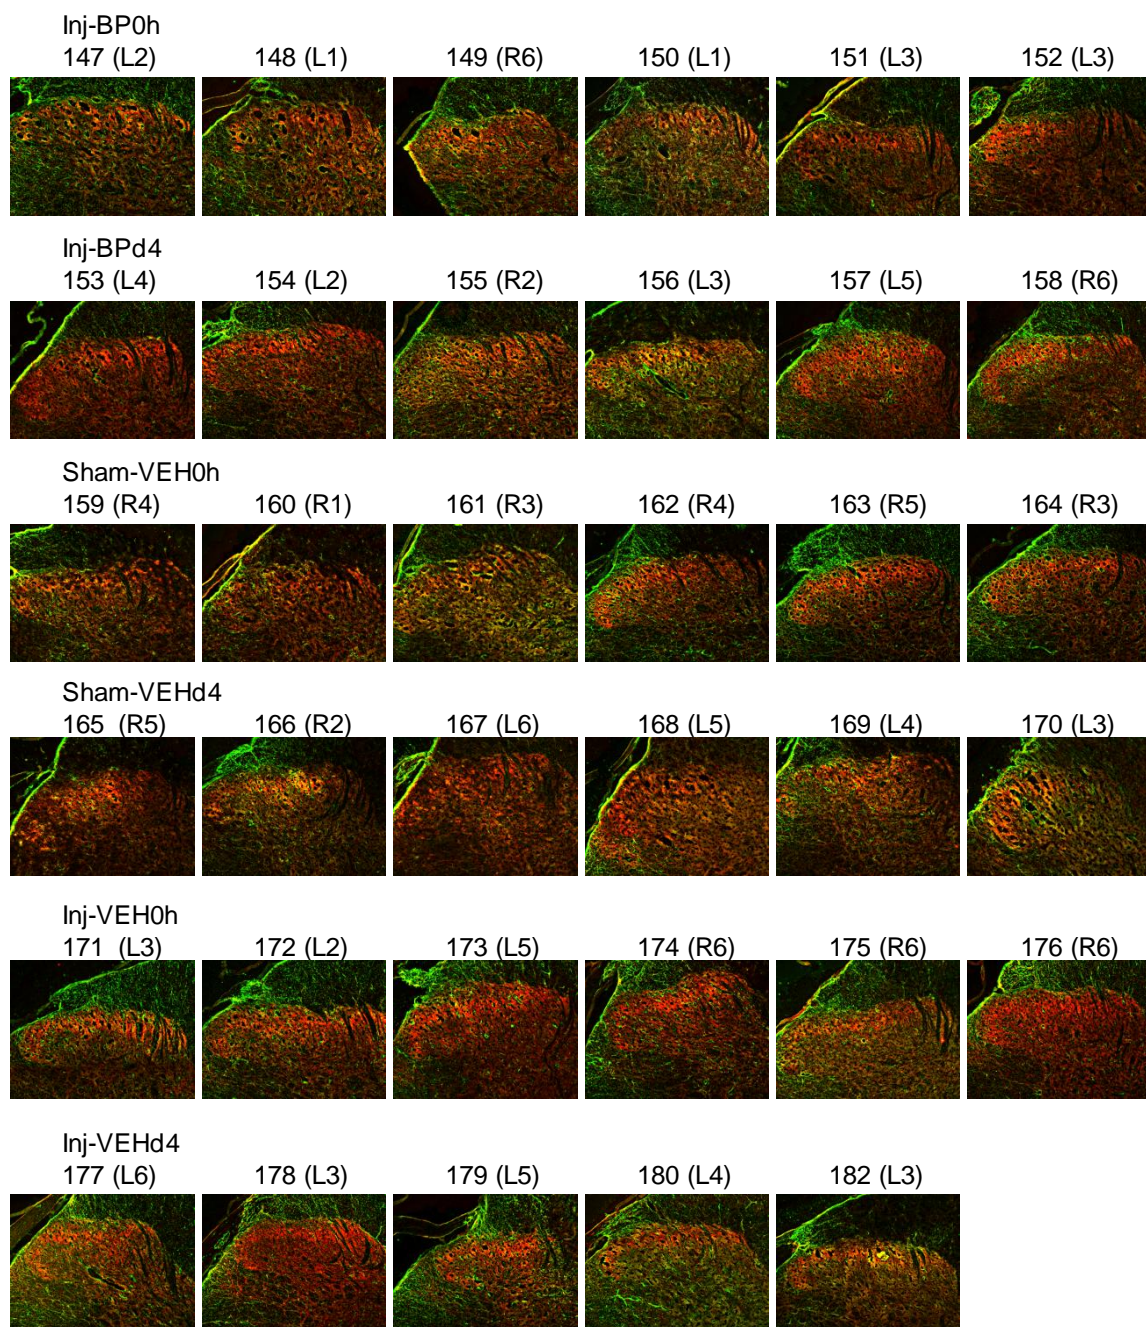 Inj-BP0h
147 (L2) 148 (L1) 149 (R6) 150 (L1) 151 (L3) 152 (L3)
Inj-BPd4
153 (L4) 154 (L2) 155 (R2) 156 (L3) 157 (L5) 158 (R6)
Sham-VEH0h
159 (R4) 160 (R1) 161 (R3) 162 (R4) 163 (R5) 164 (R3)
Sham-VEHd4
165 (R5) 166 (R2) 167 (L6) 168 (L5) 169 (L4) 170 (L3)
Inj-VEH0h
171 (L3) 172 (L2) 173 (L5) 174 (R6) 175 (R6) 176 (R6)
Inj-VEHd4
177 (L6) 178 (L3) 179 (L5) 180 (L4) 182 (L3)